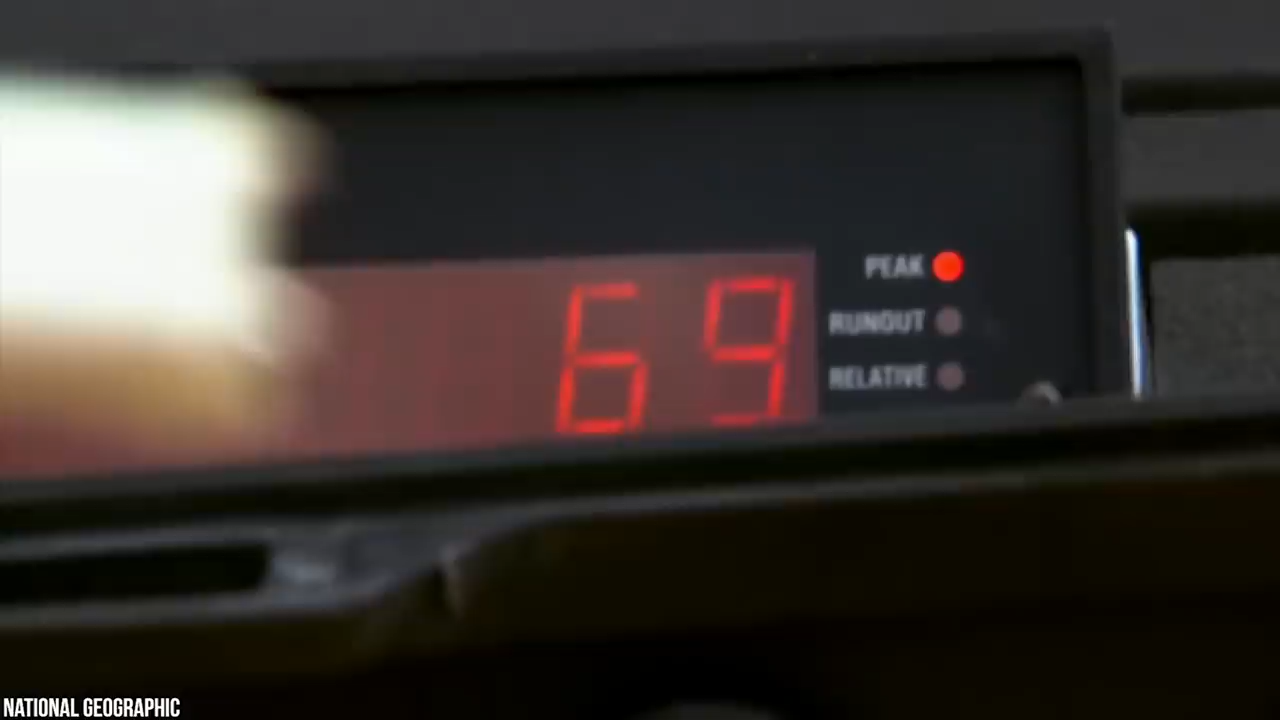 69
PEAK
RUNOUT
RELATIVE
NATIONAL GEOGRAPHIC